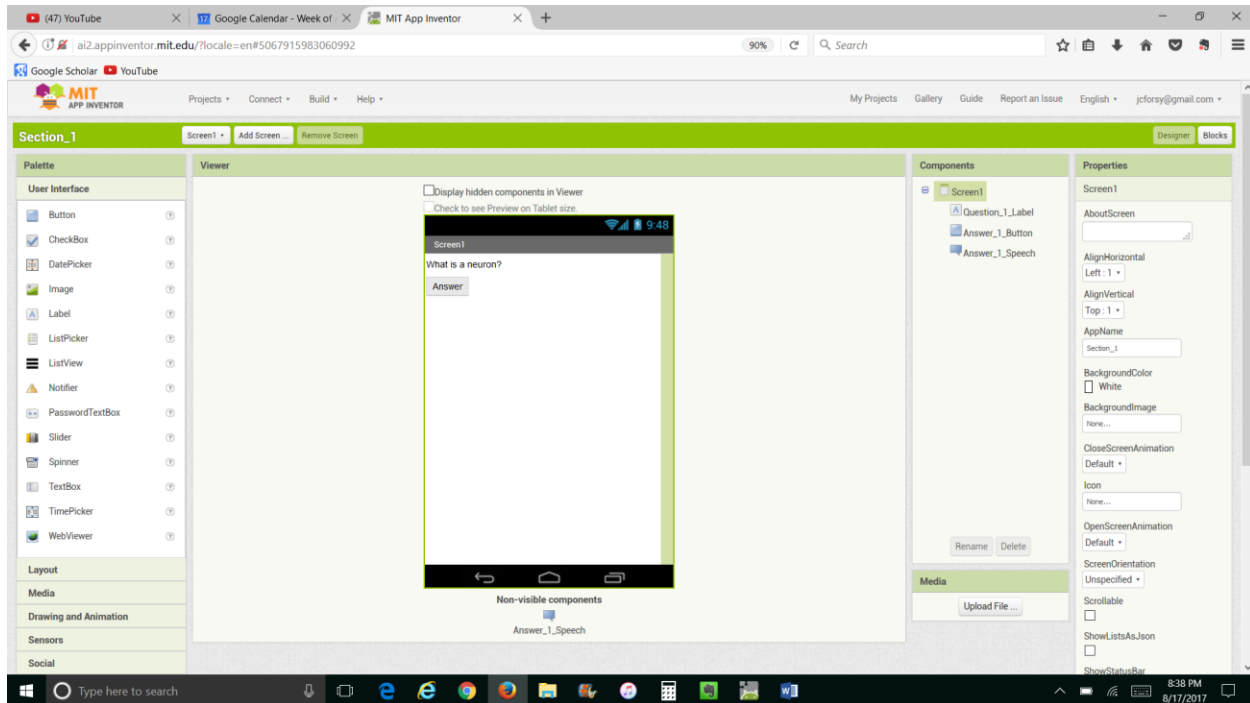 (47) YouTube
Google Calendar - Week of
MIT App Inventor
ai2.appinventor.mit.edu/?locale=en#5067915983060992
90%
Search
Google Scholar YouTube
MIT
APP INVENTOR
Projects Connect Build Help
My Projects Gallery Guide Report an Issue English jcforsy@gmail.com
Section_1
Screen1 Add Screen ... Remove Screen
Designer Blocks
Palette
User Interface
Button
CheckBox
DatePicker
Image
Label
ListPicker
ListView
Notifier
PasswordTextBox
Slider
Spinner
TextBox
TimePicker
WebViewer
Layout
Media
Drawing and Animation
Sensors
Social
Viewer
Display hidden components in Viewer
Check to see Preview on Tablet size.
9:48
Screen1
What is a neuron?
Answer
Non-visible components
Answer_1_Speech
Components
Screen1
Question_1_Label
Answer_1_Button
Answer_1_Speech
Rename Delete
Media
Upload File ...
Properties
Screen1
AboutScreen
AlignHorizontal
Left : 1
AlignVertical
Top : 1
AppName
Section_1
BackgroundColor
White
BackgroundImage
None...
CloseScreenAnimation
Default
Icon
None...
OpenScreenAnimation
Default
ScreenOrientation
Unspecified
Scrollable
ShowListsAsJson
ShowStatusBar
Type here to search
8:38 PM
8/17/2017